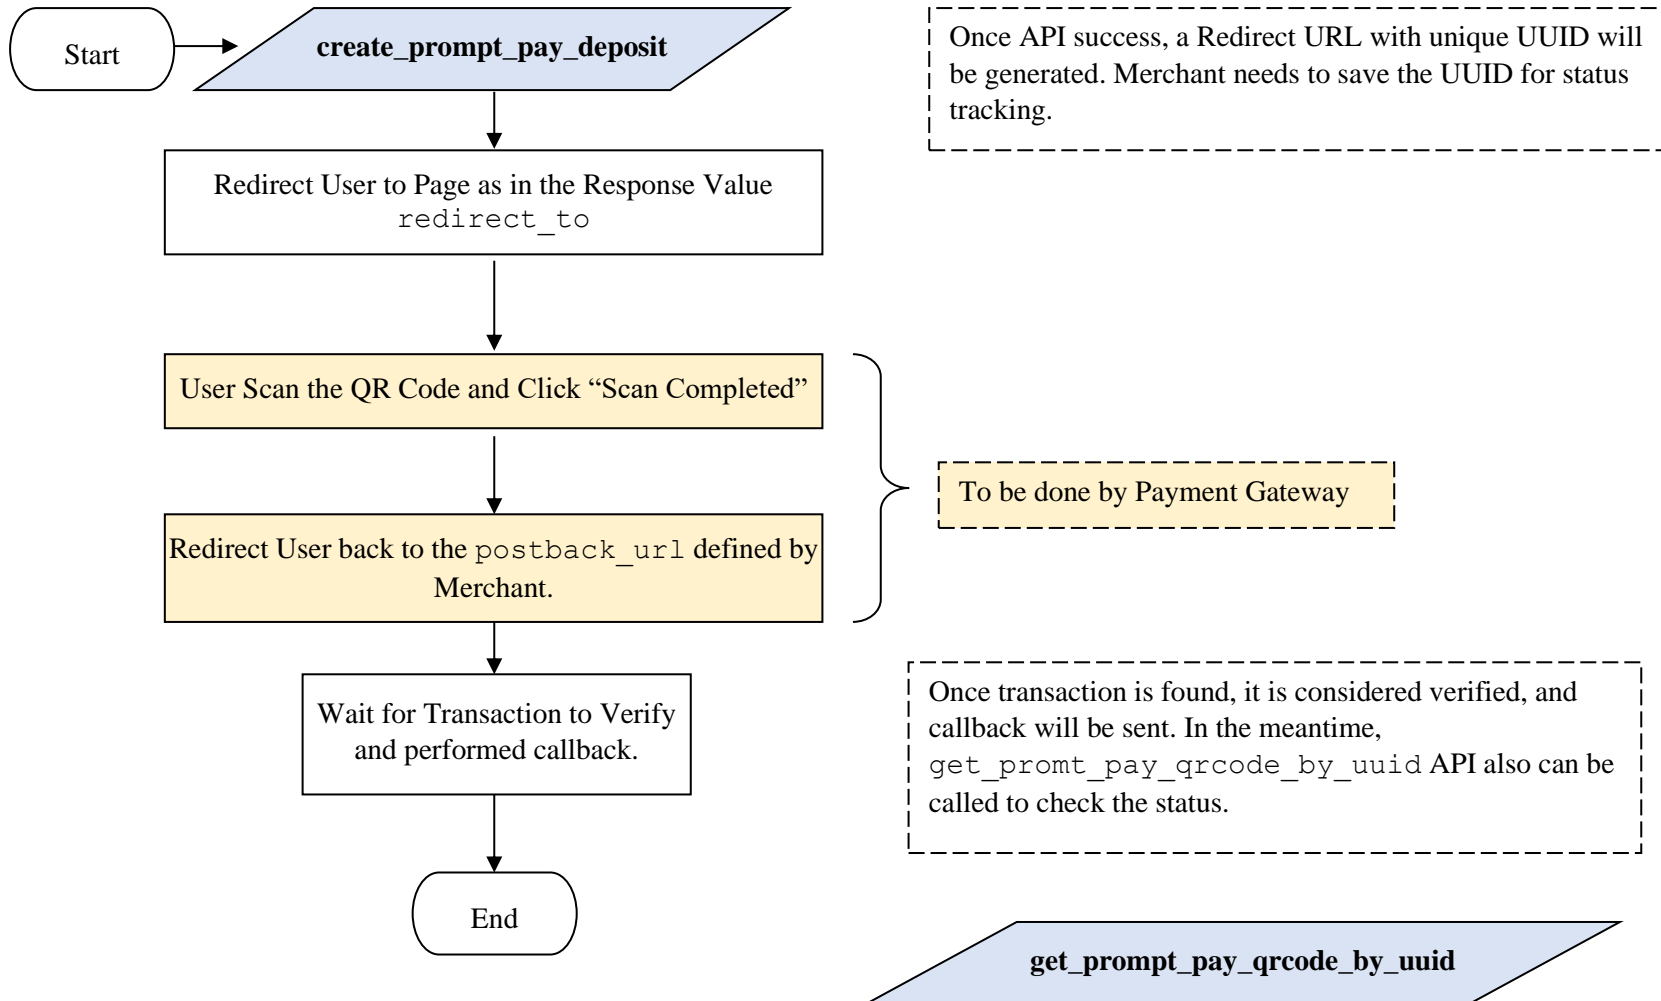 Start
create_prompt_pay_deposit
Once API success, a Redirect URL with unique UUID will
be generated. Merchant needs to save the UUID for status
tracking.
Redirect User to Page as in the Response Value
redirect_to
User Scan the QR Code and Click “Scan Completed”
To be done by Payment Gateway
Redirect User back to the postback_url defined by
Merchant.
Wait for Transaction to Verify
and performed callback.
Once transaction is found, it is considered verified, and
callback will be sent. In the meantime,
get_promt_pay_qrcode_by_uuid API also can be
called to check the status.
End
get_prompt_pay_qrcode_by_uuid